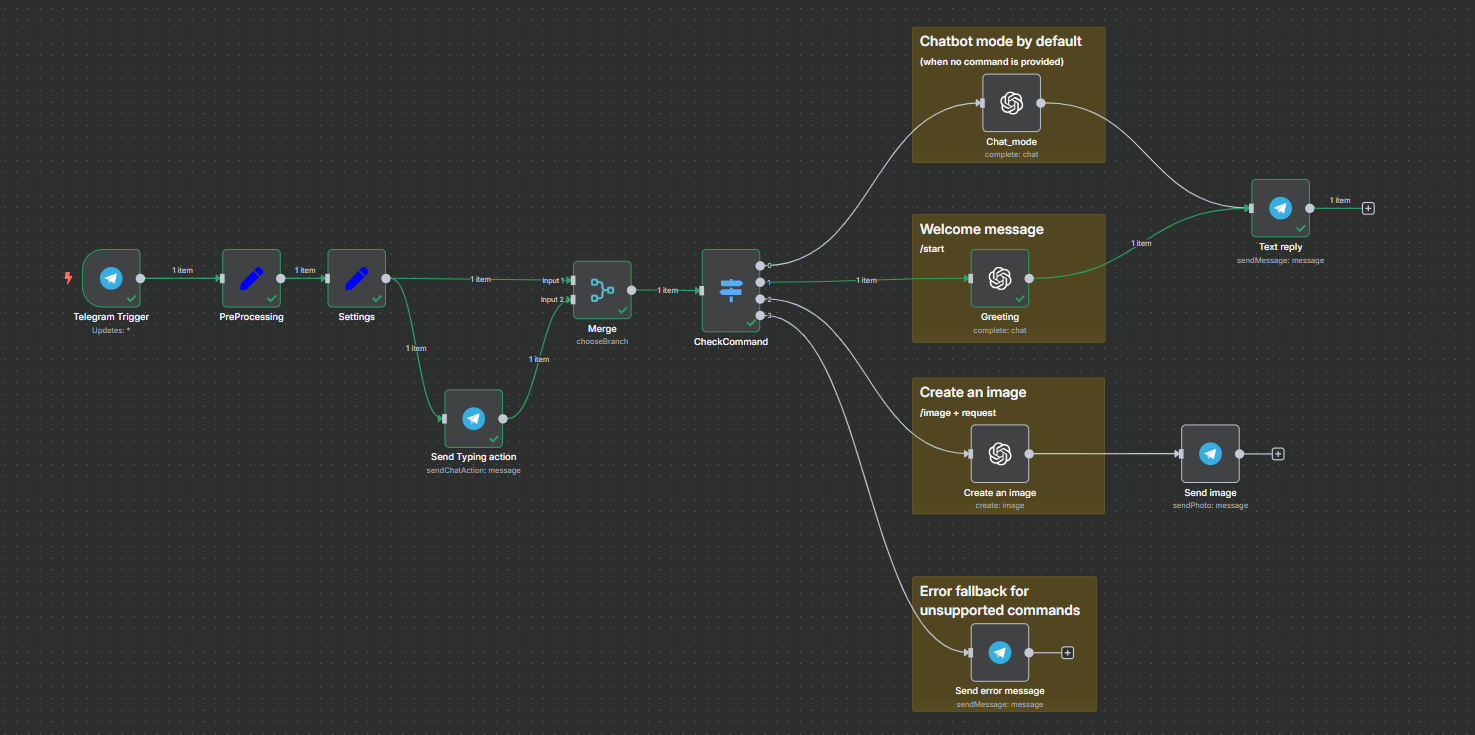 Chatbot mode by default
(when no command is provided)
Chat_mode
complete: chat
1 item
Text reply
sendMessage: message
Welcome message
/start
1 item
Greeting
complete: chat
1 item
1 item
1 item
1 item
Input 1
Input 2
1 item
0
1
2
3
Telegram Trigger
Updates: *
PreProcessing
Settings
Merge
chooseBranch
CheckCommand
1 item
1 item
Send Typing action
sendChatAction: message
Create an image
/image + request
Create an image
create: image
Send image
sendPhoto: message
Error fallback for
unsupported commands
Send error message
sendMessage: message